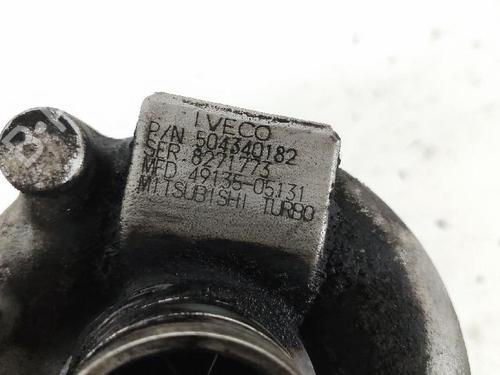 IVECO
P/N 504340182
SER. 8271773
MFD 49135-05131
MITSUBISHI TURBO